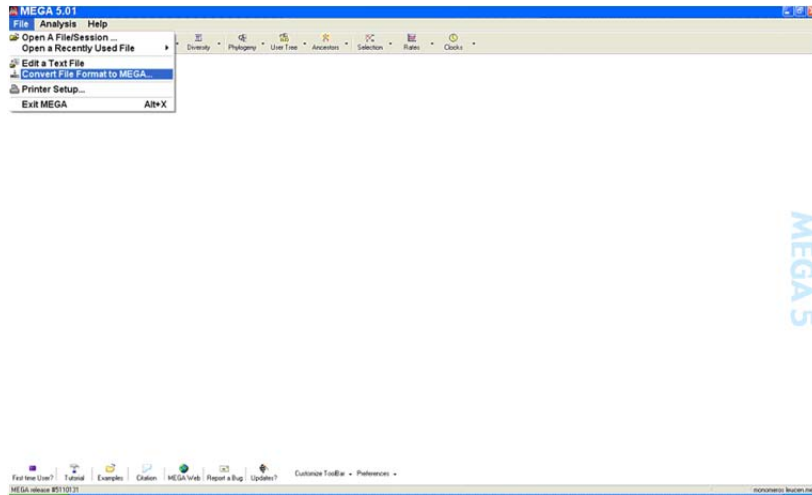 MEGA 5.01
File Analysis Help
Open A File/Session ...
Open a Recently Used File
Edit a Text File
Convert File Format to MEGA...
Printer Setup...
Exit MEGA Alt+X
Diversity Phylogeny User Tree Ancestors Selection Rates Clocks
MEGA 5
First time User? Tutorial Examples Citation MEGA Web Report a Bug Updates? Customize ToolBar Preferences
MEGA release #5110131